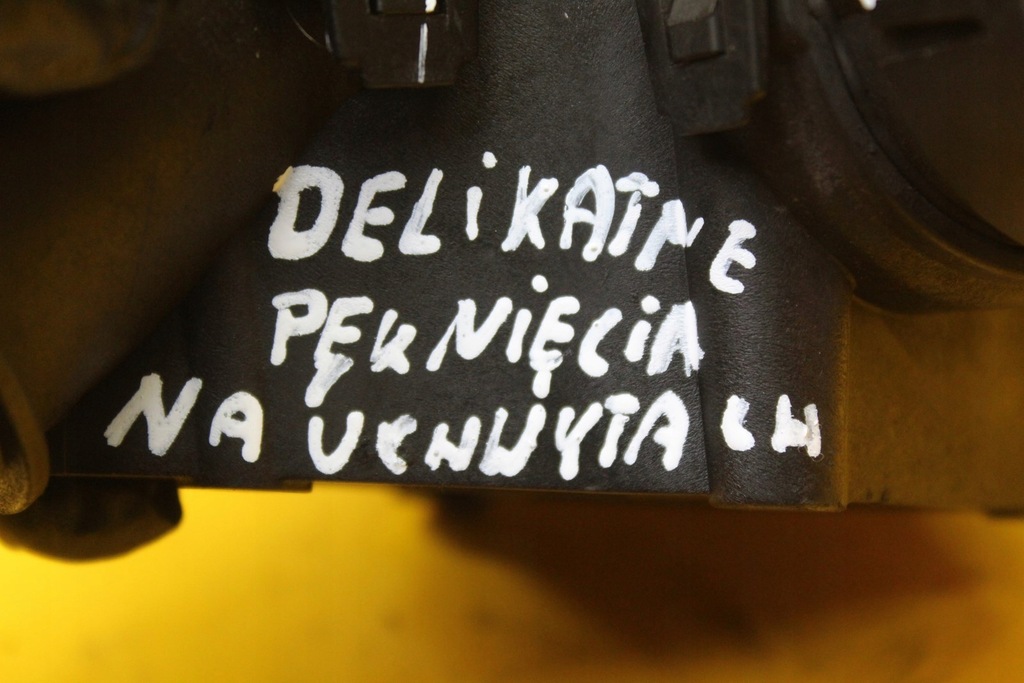 DELiKATNE
PĘKNiĘCiA
NA UCHWYTACH